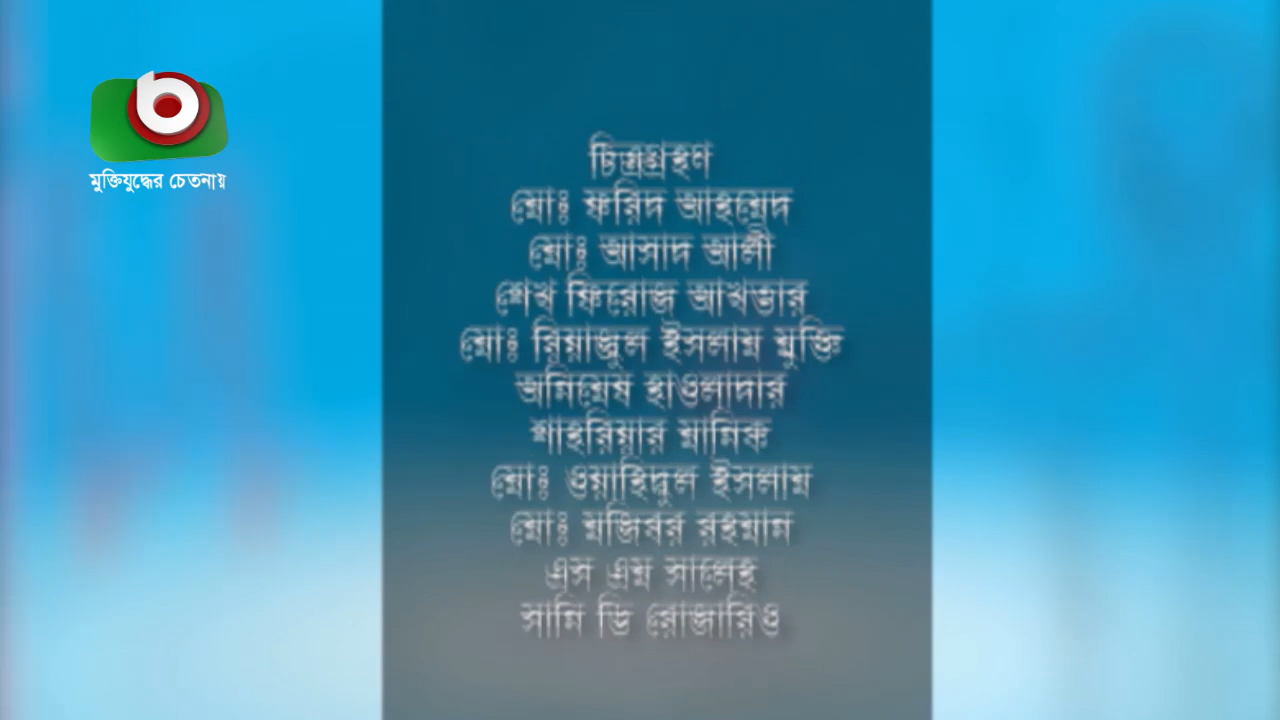 মুক্তিযুদ্ধের চেতনায়
চিত্রগ্রহণ
মোঃ ফরিদ আহমেদ
মোঃ আসাদ আলী
শেখ ফিরোজ আখতার
মোঃ রিয়াজুল ইসলাম মুক্তি
অনিমেষ হাওলাদার
শাহরিয়ার মানিক
মোঃ ওয়াহিদুল ইসলাম
মোঃ মজিবর রহমান
এস এম সালেহ
সানি ডি রোজারিও